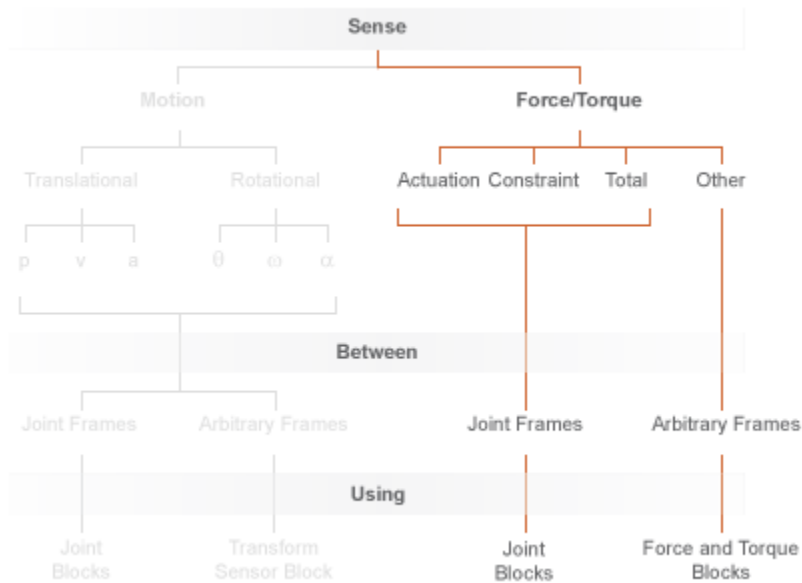 Sense
Motion
Force/Torque
Translational
Rotational
Actuation
Constraint
Total
Other
p
v
a
θ
ω
α
Between
Joint Frames
Arbitrary Frames
Joint Frames
Arbitrary Frames
Using
Joint
Blocks
Transform
Sensor Block
Joint
Blocks
Force and Torque
Blocks